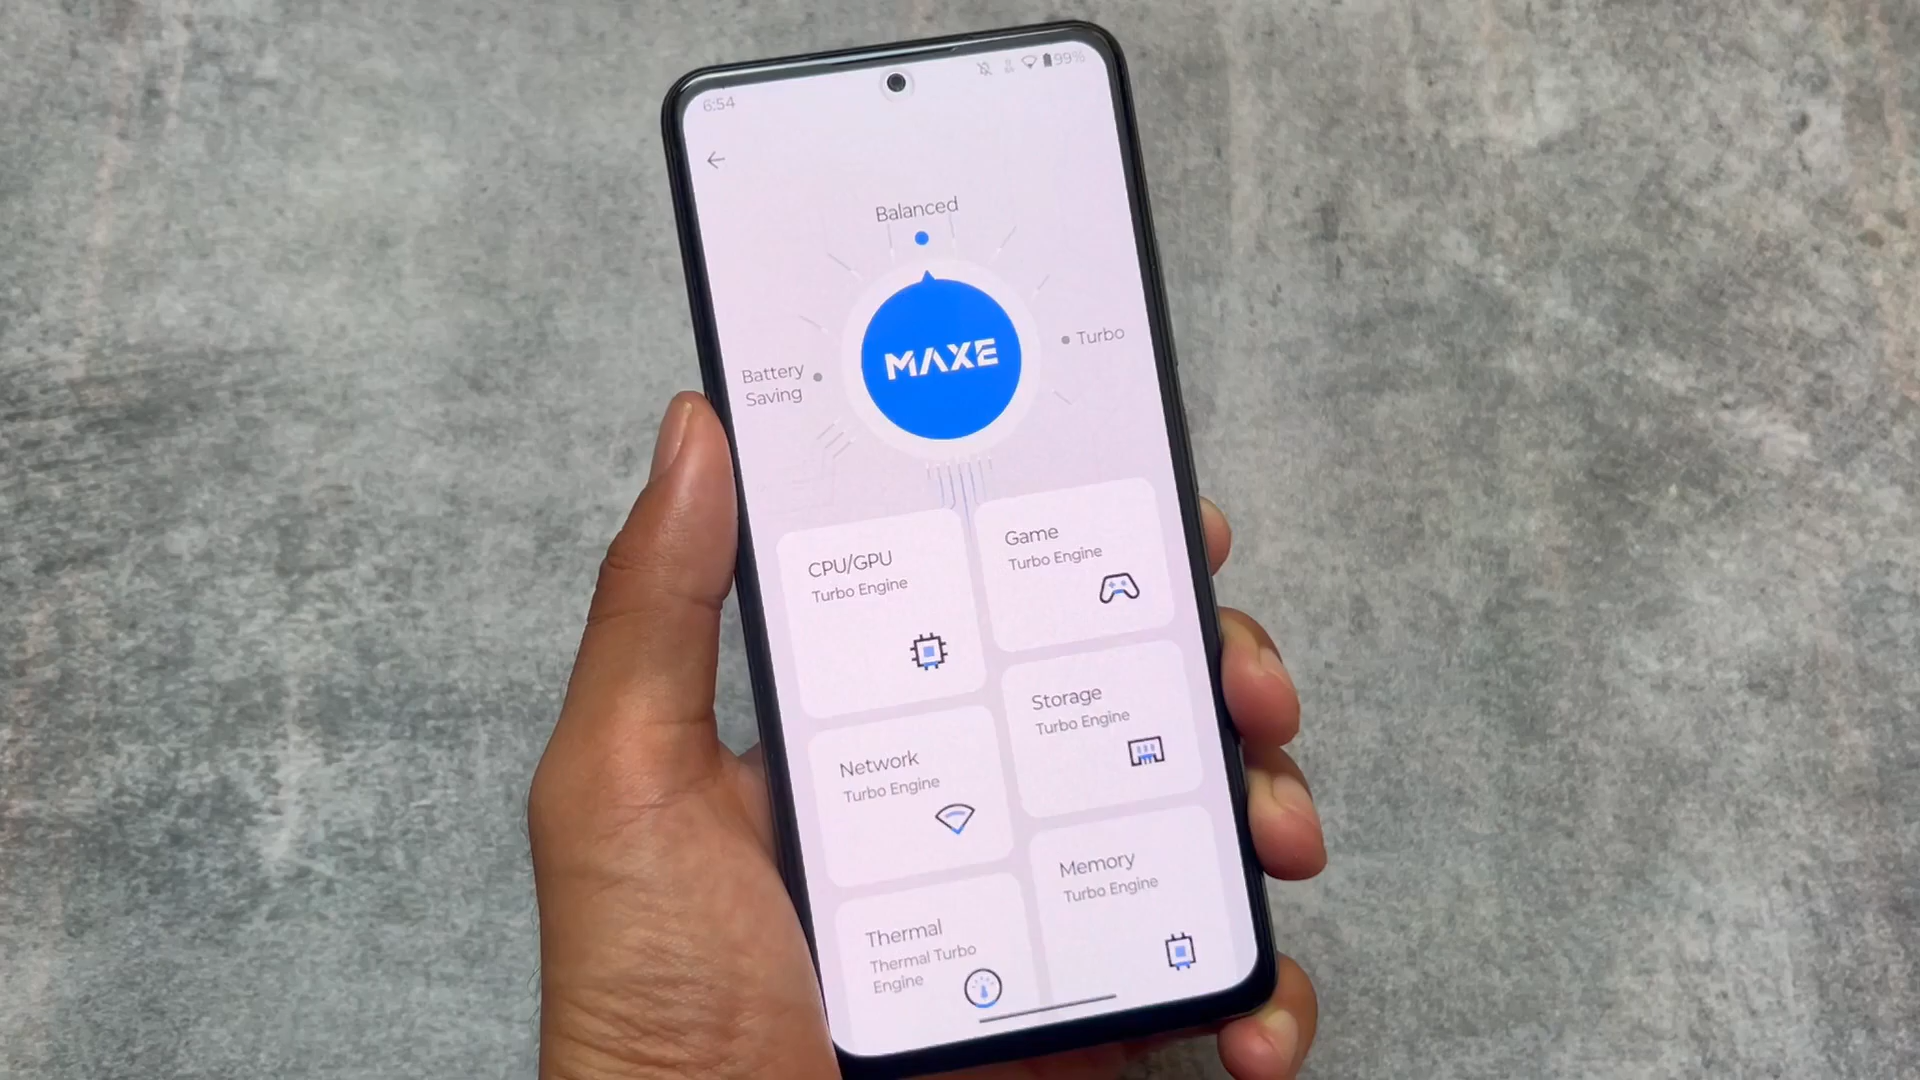 6:54
99%
Balanced
MAXE
Turbo
Battery
Saving
CPU/GPU
Turbo Engine
Game
Turbo Engine
Network
Turbo Engine
Storage
Turbo Engine
Thermal
Thermal Turbo
Engine
Memory
Turbo Engine